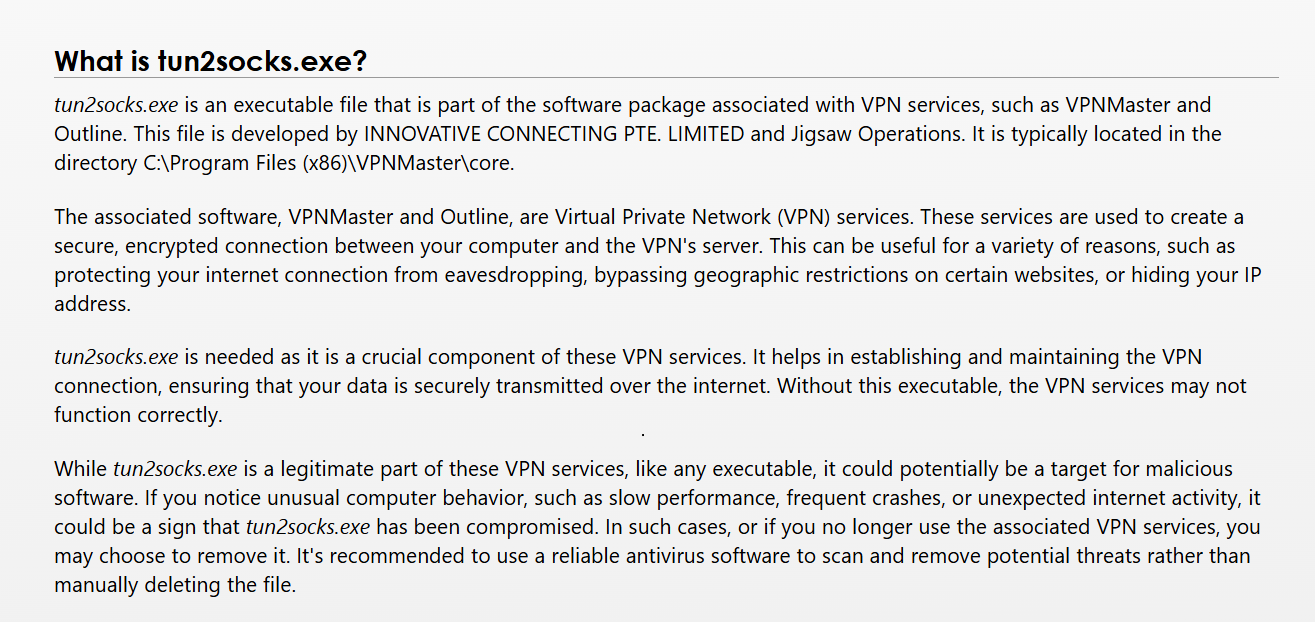 What is tun2socks.exe?
tun2socks.exe is an executable file that is part of the software package associated with VPN services, such as VPNMaster and
Outline. This file is developed by INNOVATIVE CONNECTING PTE. LIMITED and Jigsaw Operations. It is typically located in the
directory C:\Program Files (x86)\VPNMaster\core.
The associated software, VPNMaster and Outline, are Virtual Private Network (VPN) services. These services are used to create a
secure, encrypted connection between your computer and the VPN's server. This can be useful for a variety of reasons, such as
protecting your internet connection from eavesdropping, bypassing geographic restrictions on certain websites, or hiding your IP
address.
tun2socks.exe is needed as it is a crucial component of these VPN services. It helps in establishing and maintaining the VPN
connection, ensuring that your data is securely transmitted over the internet. Without this executable, the VPN services may not
function correctly.
While tun2socks.exe is a legitimate part of these VPN services, like any executable, it could potentially be a target for malicious
software. If you notice unusual computer behavior, such as slow performance, frequent crashes, or unexpected internet activity, it
could be a sign that tun2socks.exe has been compromised. In such cases, or if you no longer use the associated VPN services, you
may choose to remove it. It's recommended to use a reliable antivirus software to scan and remove potential threats rather than
manually deleting the file.